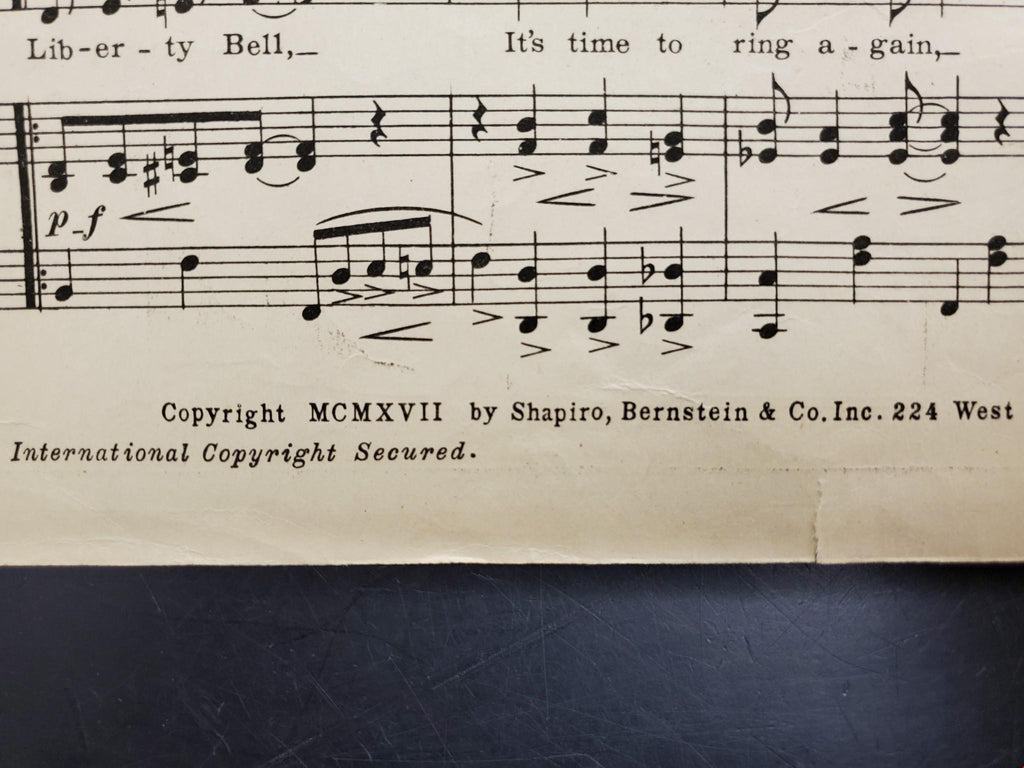 Lib-er - ty Bell,_ It's time to ring a - gain,_
p-f
Copyright MCMXVII by Shapiro, Bernstein & Co. Inc. 224 West
International Copyright Secured.